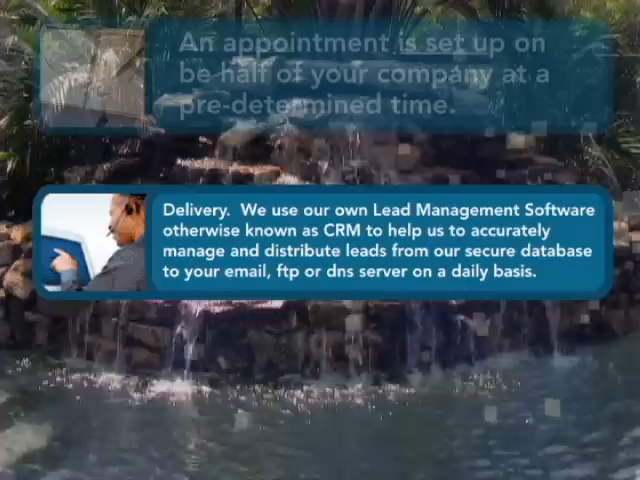 An appointment is set up on
be half of your company at a
pre-determined time.
Delivery. We use our own Lead Management Software
otherwise known as CRM to help us to accurately
manage and distribute leads from our secure database
to your email, ftp or dns server on a daily basis.